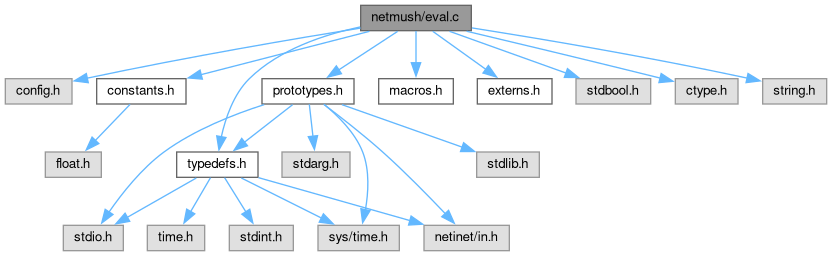 netmush/eval.c
config.h
constants.h
prototypes.h
macros.h
externs.h
stdbool.h
ctype.h
string.h
float.h
typedefs.h
stdarg.h
stdlib.h
stdio.h
time.h
stdint.h
sys/time.h
netinet/in.h